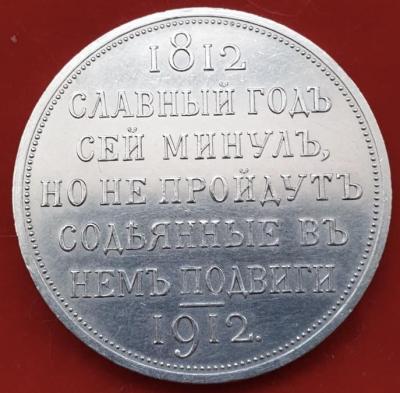 1812
СЛАВНЫЙ ГОДЪ
СЕЙ МИНУЛЪ,
НО НЕ ПРОЙДУТЪ
СОДѢЯННЫЕ ВЪ
НЕМЪ ПОДВИГИ
1912.